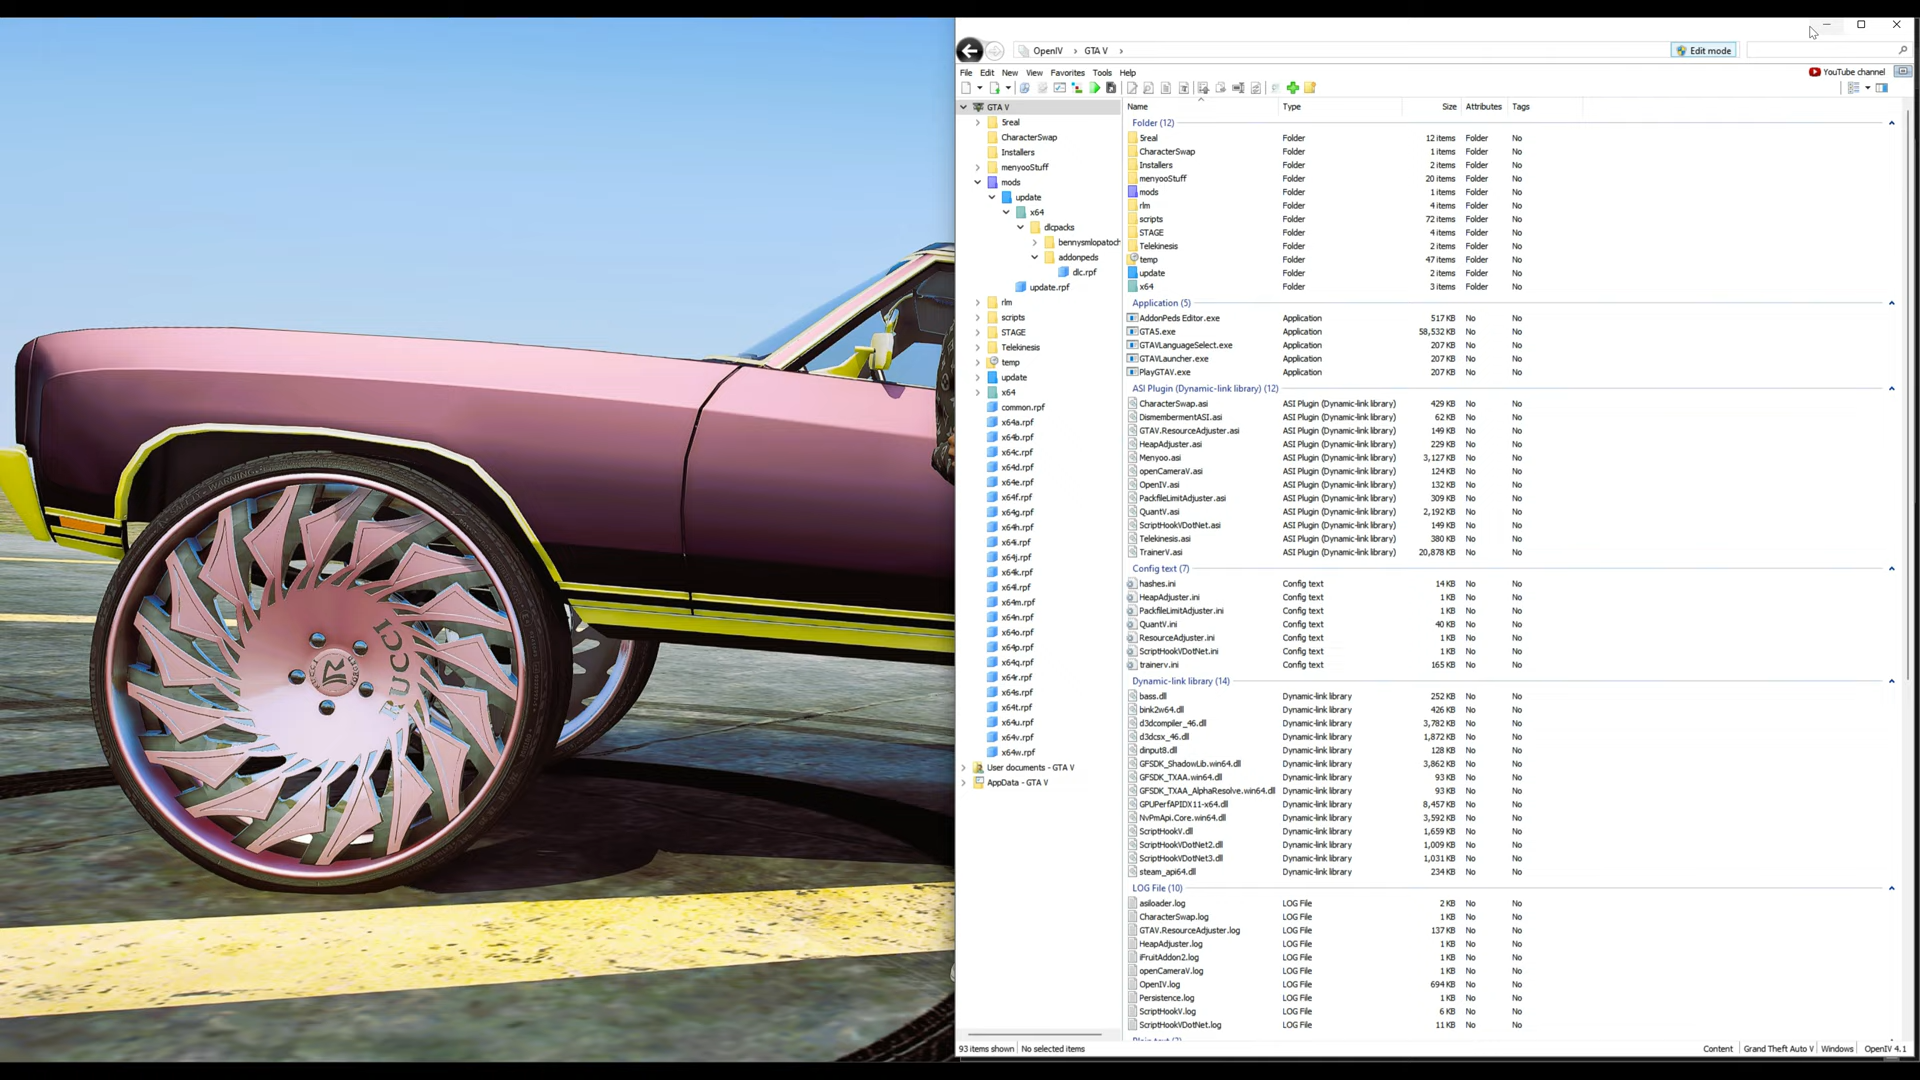 OpenIV > GTA V >
Edit mode
File Edit New View Favorites Tools Help
YouTube channel
GTA V
5real
CharacterSwap
Installers
menyooStuff
mods
update
x64
dlcpacks
bennysmlopatoch
addonpeds
dlc.rpf
update.rpf
rlm
scripts
STAGE
Telekinesis
temp
update
x64
common.rpf
x64a.rpf
x64b.rpf
x64c.rpf
x64d.rpf
x64e.rpf
x64f.rpf
x64g.rpf
x64h.rpf
x64i.rpf
x64j.rpf
x64k.rpf
x64l.rpf
x64m.rpf
x64n.rpf
x64o.rpf
x64p.rpf
x64q.rpf
x64r.rpf
x64s.rpf
x64t.rpf
x64u.rpf
x64v.rpf
x64w.rpf
User documents - GTA V
AppData - GTA V
Name Type Size Attributes Tags
Folder (12)
5real Folder 12 items Folder No
CharacterSwap Folder 1 items Folder No
Installers Folder 2 items Folder No
menyooStuff Folder 20 items Folder No
mods Folder 1 items Folder No
rlm Folder 4 items Folder No
scripts Folder 72 items Folder No
STAGE Folder 4 items Folder No
Telekinesis Folder 2 items Folder No
temp Folder 47 items Folder No
update Folder 2 items Folder No
x64 Folder 3 items Folder No
Application (5)
AddonPeds Editor.exe Application 517 KB No No
GTA5.exe Application 58,532 KB No No
GTAVLanguageSelect.exe Application 207 KB No No
GTAVLauncher.exe Application 207 KB No No
PlayGTAV.exe Application 207 KB No No
ASI Plugin (Dynamic-link library) (12)
CharacterSwap.asi ASI Plugin (Dynamic-link library) 429 KB No No
DismembermentASI.asi ASI Plugin (Dynamic-link library) 62 KB No No
GTAV.ResourceAdjuster.asi ASI Plugin (Dynamic-link library) 149 KB No No
HeapAdjuster.asi ASI Plugin (Dynamic-link library) 229 KB No No
Menyoo.asi ASI Plugin (Dynamic-link library) 3,127 KB No No
openCameraV.asi ASI Plugin (Dynamic-link library) 124 KB No No
OpenIV.asi ASI Plugin (Dynamic-link library) 132 KB No No
PackfileLimitAdjuster.asi ASI Plugin (Dynamic-link library) 309 KB No No
QuantV.asi ASI Plugin (Dynamic-link library) 2,192 KB No No
ScriptHookVDotNet.asi ASI Plugin (Dynamic-link library) 149 KB No No
Telekinesis.asi ASI Plugin (Dynamic-link library) 380 KB No No
TrainerV.asi ASI Plugin (Dynamic-link library) 20,878 KB No No
Config text (7)
hashes.ini Config text 14 KB No No
HeapAdjuster.ini Config text 1 KB No No
PackfileLimitAdjuster.ini Config text 1 KB No No
QuantV.ini Config text 40 KB No No
ResourceAdjuster.ini Config text 1 KB No No
ScriptHookVDotNet.ini Config text 1 KB No No
trainerv.ini Config text 165 KB No No
Dynamic-link library (14)
bass.dll Dynamic-link library 252 KB No No
bink2w64.dll Dynamic-link library 426 KB No No
d3dcompiler_46.dll Dynamic-link library 3,782 KB No No
d3dcsx_46.dll Dynamic-link library 1,872 KB No No
dinput8.dll Dynamic-link library 128 KB No No
GFSDK_ShadowLib.win64.dll Dynamic-link library 3,862 KB No No
GFSDK_TXAA.win64.dll Dynamic-link library 93 KB No No
GFSDK_TXAA_AlphaResolve.win64.dll Dynamic-link library 93 KB No No
GPUPerfAPIDX11-x64.dll Dynamic-link library 8,457 KB No No
NvPmApi.Core.win64.dll Dynamic-link library 3,592 KB No No
ScriptHookV.dll Dynamic-link library 1,659 KB No No
ScriptHookVDotNet2.dll Dynamic-link library 1,009 KB No No
ScriptHookVDotNet3.dll Dynamic-link library 1,031 KB No No
steam_api64.dll Dynamic-link library 234 KB No No
LOG File (10)
asiloader.log LOG File 2 KB No No
CharacterSwap.log LOG File 1 KB No No
GTAV.ResourceAdjuster.log LOG File 137 KB No No
HeapAdjuster.log LOG File 1 KB No No
iFruitAddon2.log LOG File 1 KB No No
openCameraV.log LOG File 1 KB No No
OpenIV.log LOG File 694 KB No No
Persistence.log LOG File 1 KB No No
ScriptHookV.log LOG File 6 KB No No
ScriptHookVDotNet.log LOG File 11 KB No No
93 items shown No selected items
Content Grand Theft Auto V Windows OpenIV 4.1
RUCCI